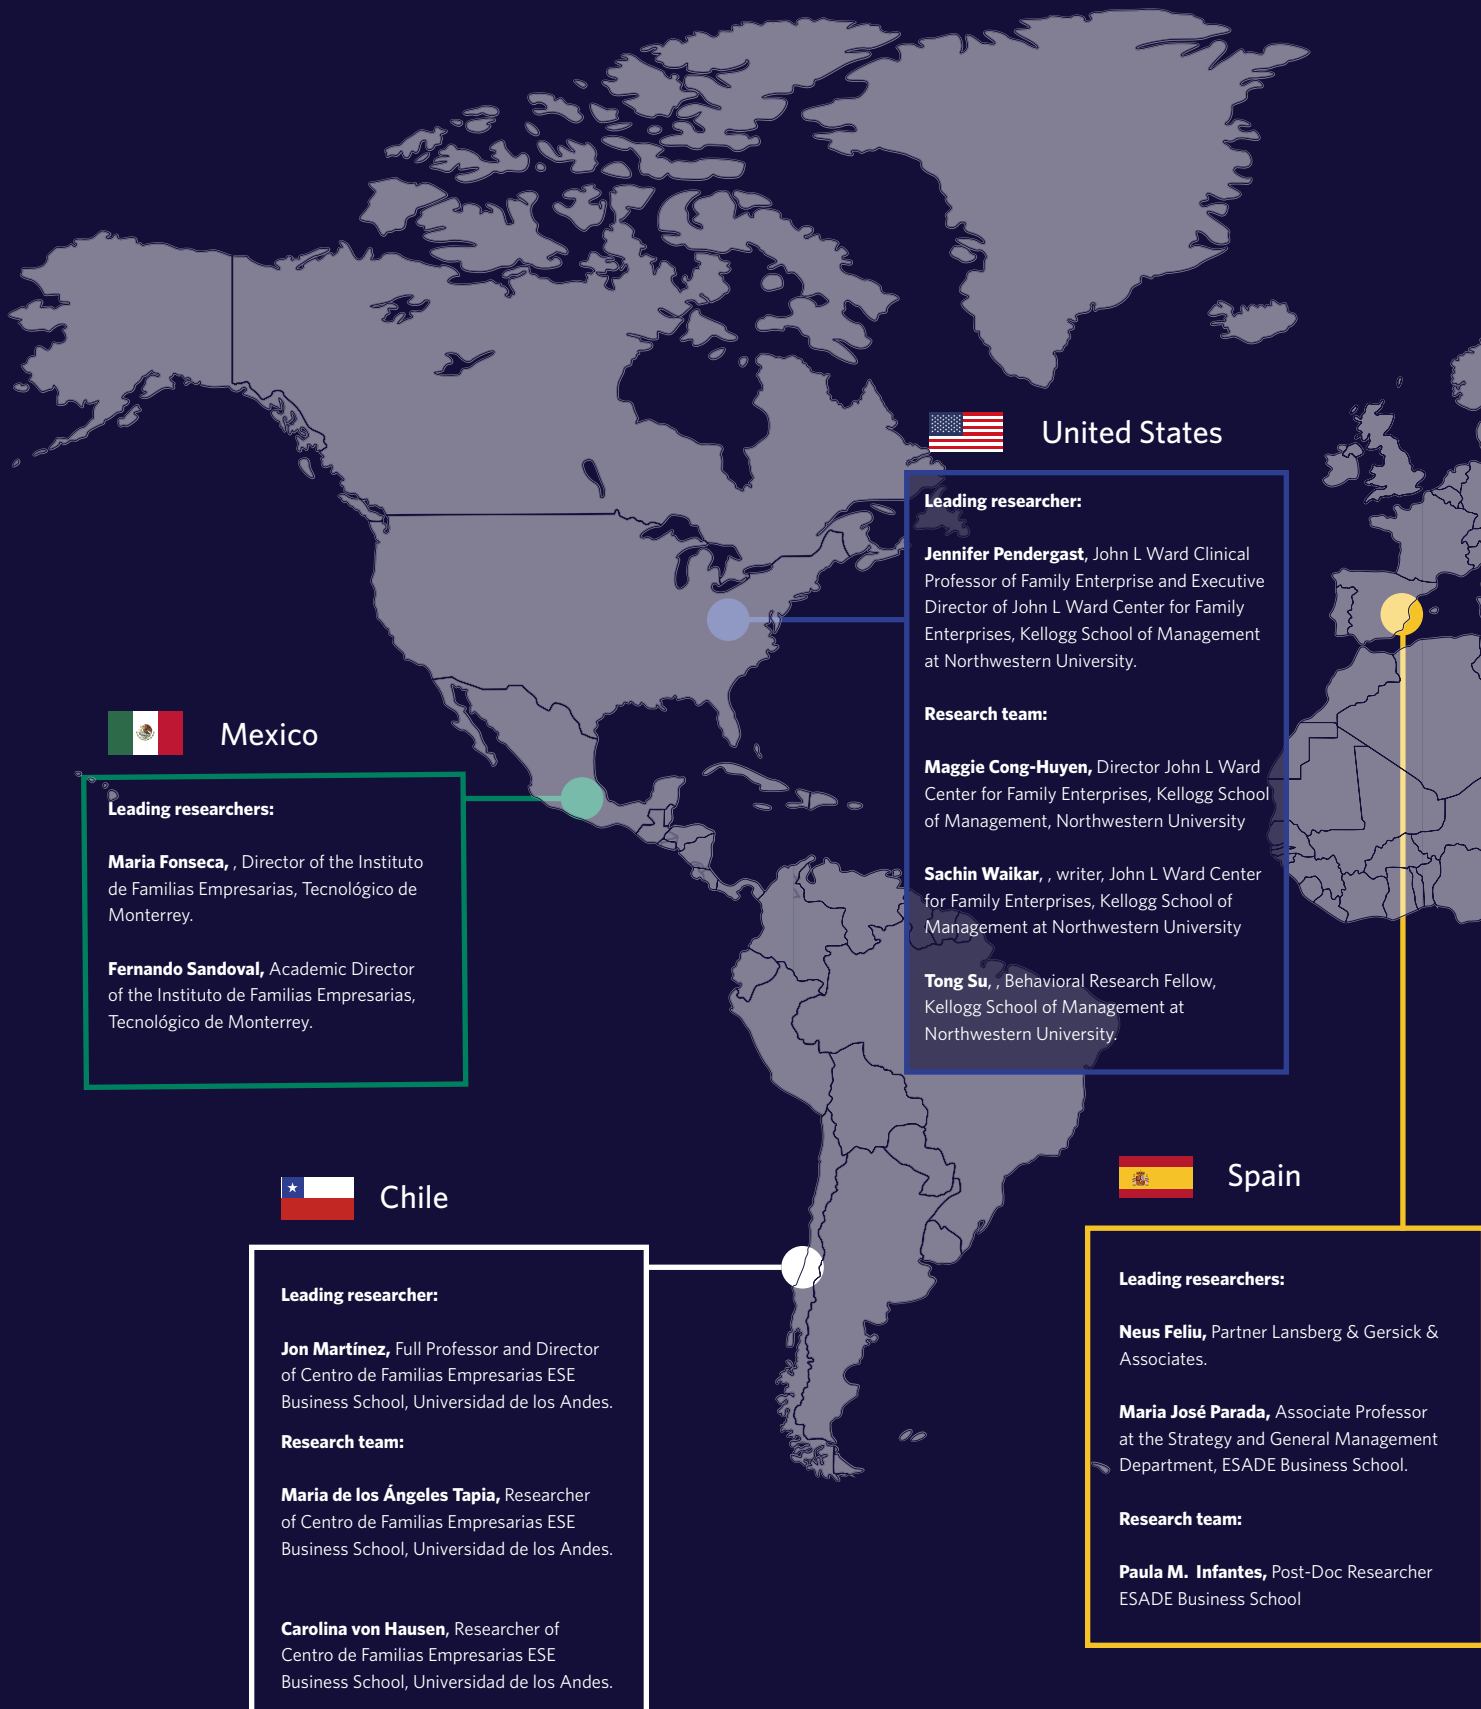 United States
Leading researcher:
Jennifer Pendergast, John L Ward Clinical
Professor of Family Enterprise and Executive
Director of John L Ward Center for Family
Enterprises, Kellogg School of Management
at Northwestern University.
Research team:
Maggie Cong-Huyen, Director John L Ward
Center for Family Enterprises, Kellogg School
of Management, Northwestern University
Sachin Waikar, , writer, John L Ward Center
for Family Enterprises, Kellogg School of
Management at Northwestern University
Tong Su, , Behavioral Research Fellow,
Kellogg School of Management at
Northwestern University.
Mexico
Leading researchers:
Maria Fonseca, , Director of the Instituto
de Familias Empresarias, Tecnológico de
Monterrey.
Fernando Sandoval, Academic Director
of the Instituto de Familias Empresarias,
Tecnológico de Monterrey.
Chile
Leading researcher:
Jon Martínez, Full Professor and Director
of Centro de Familias Empresarias ESE
Business School, Universidad de los Andes.
Research team:
Maria de los Ángeles Tapia, Researcher
of Centro de Familias Empresarias ESE
Business School, Universidad de los Andes.
Carolina von Hausen, Researcher of
Centro de Familias Empresarias ESE
Business School, Universidad de los Andes.
Spain
Leading researchers:
Neus Feliu, Partner Lansberg & Gersick &
Associates.
Maria José Parada, Associate Professor
at the Strategy and General Management
Department, ESADE Business School.
Research team:
Paula M. Infantes, Post-Doc Researcher
ESADE Business School